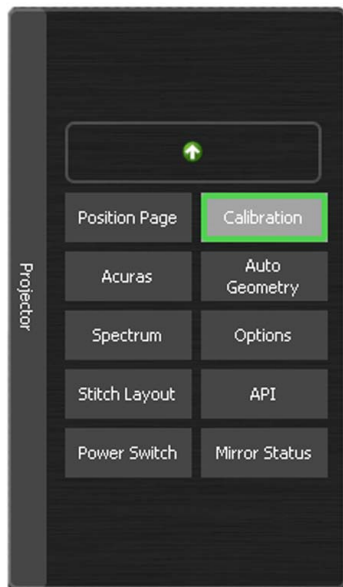 Projector
Position Page
Calibration
Acuras
Auto
Geometry
Spectrum
Options
Stitch Layout
API
Power Switch
Mirror Status